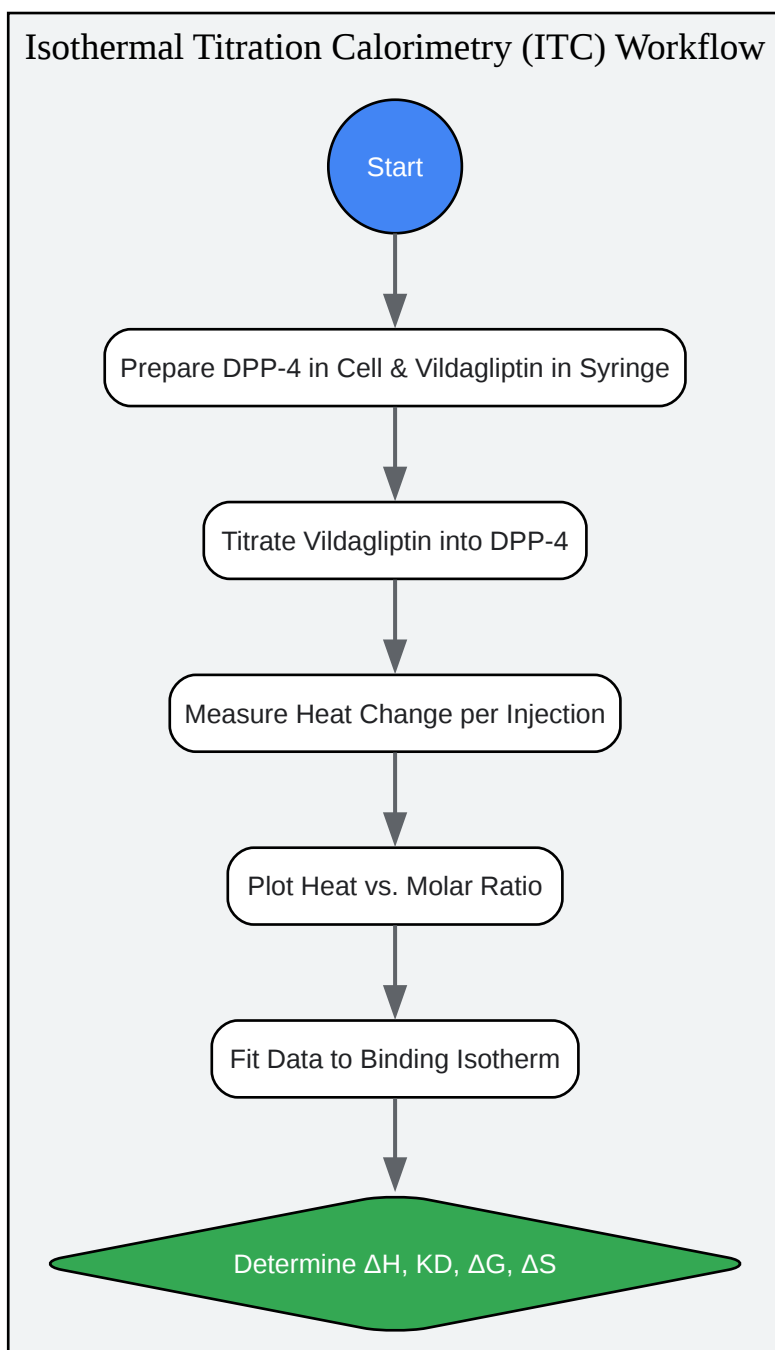 Isothermal Titration Calorimetry (ITC) Workflow
Start
Prepare DPP-4 in Cell & Vildagliptin in Syringe
Titrate Vildagliptin into DPP-4
Measure Heat Change per Injection
Plot Heat vs. Molar Ratio
Fit Data to Binding Isotherm
Determine ΔH, KD, ΔG, ΔS